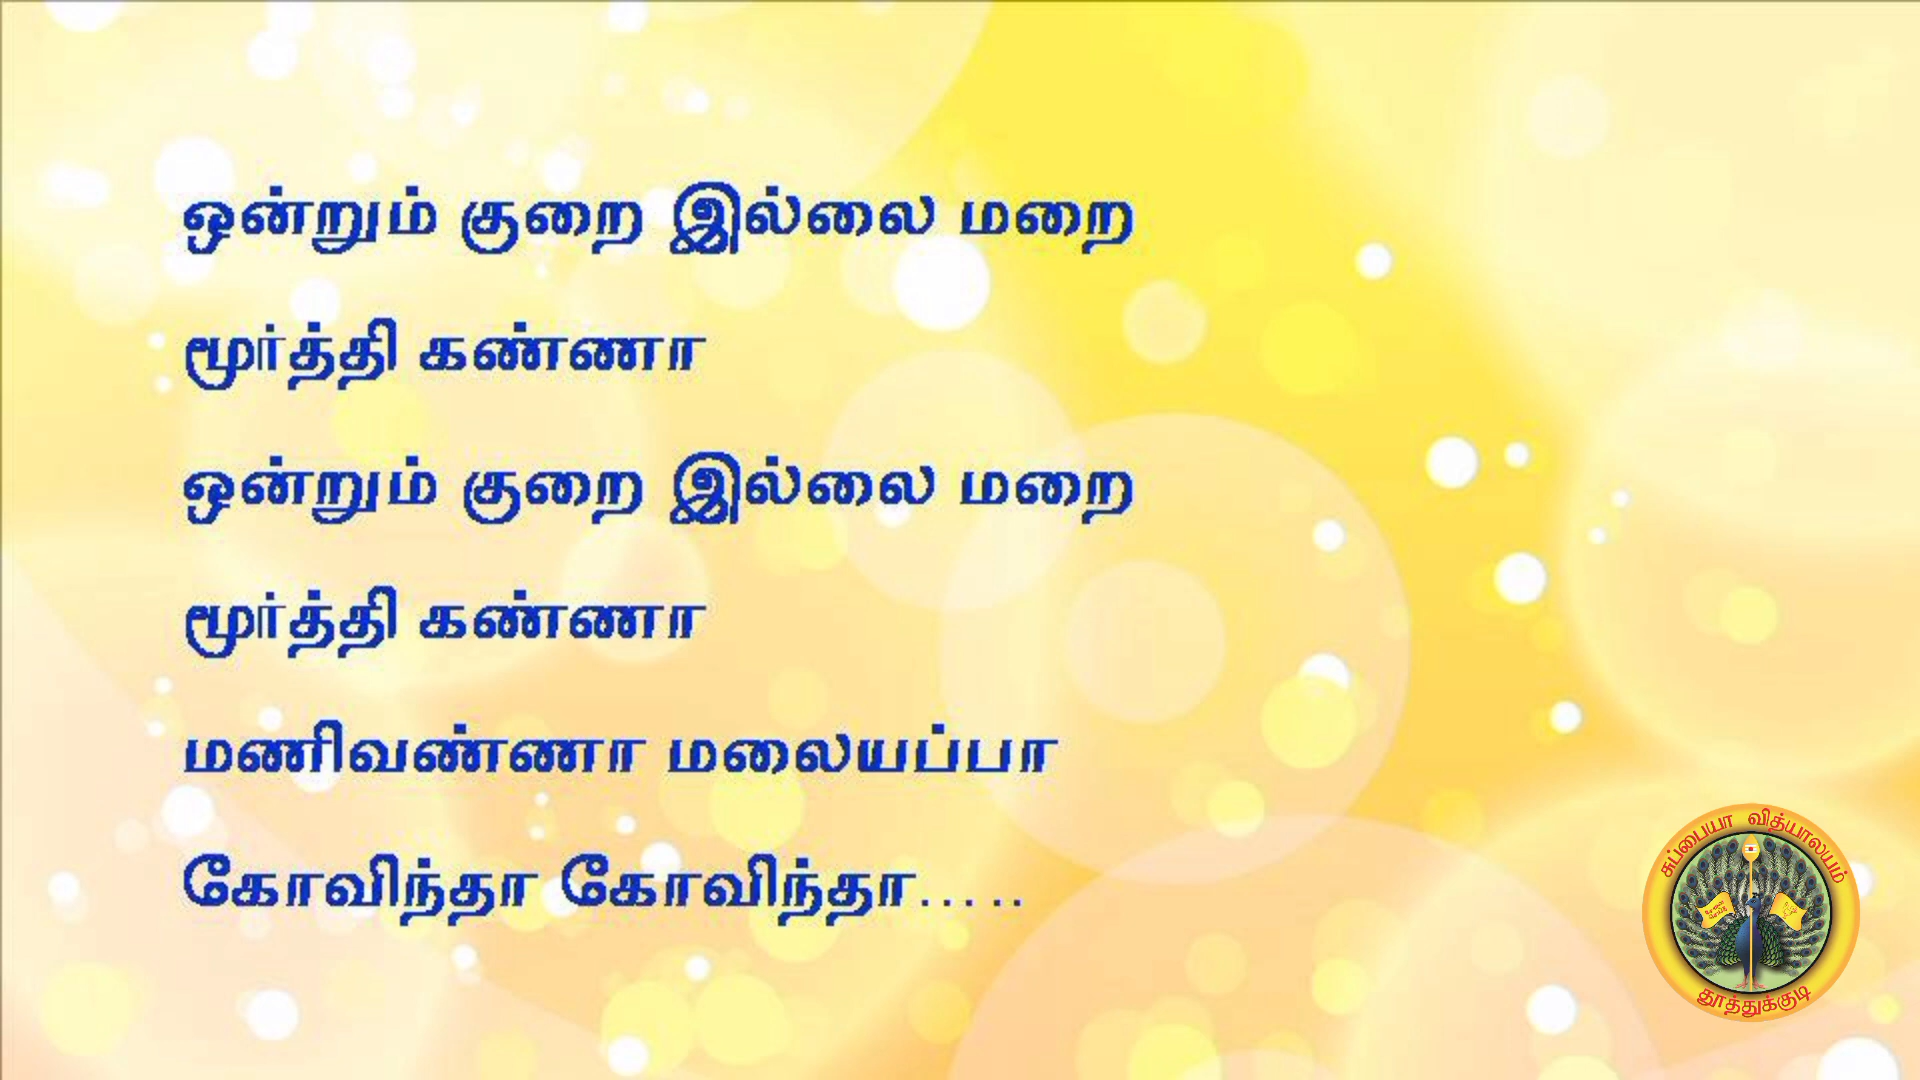 ஒன்றும் குறை இல்லை மறை
மூர்த்தி கண்ணா
ஒன்றும் குறை இல்லை மறை
மூர்த்தி கண்ணா
மணிவண்ணா மலையப்பா
கோவிந்தா கோவிந்தா.....
சுப்பையா வித்யாலயம்
தூத்துக்குடி